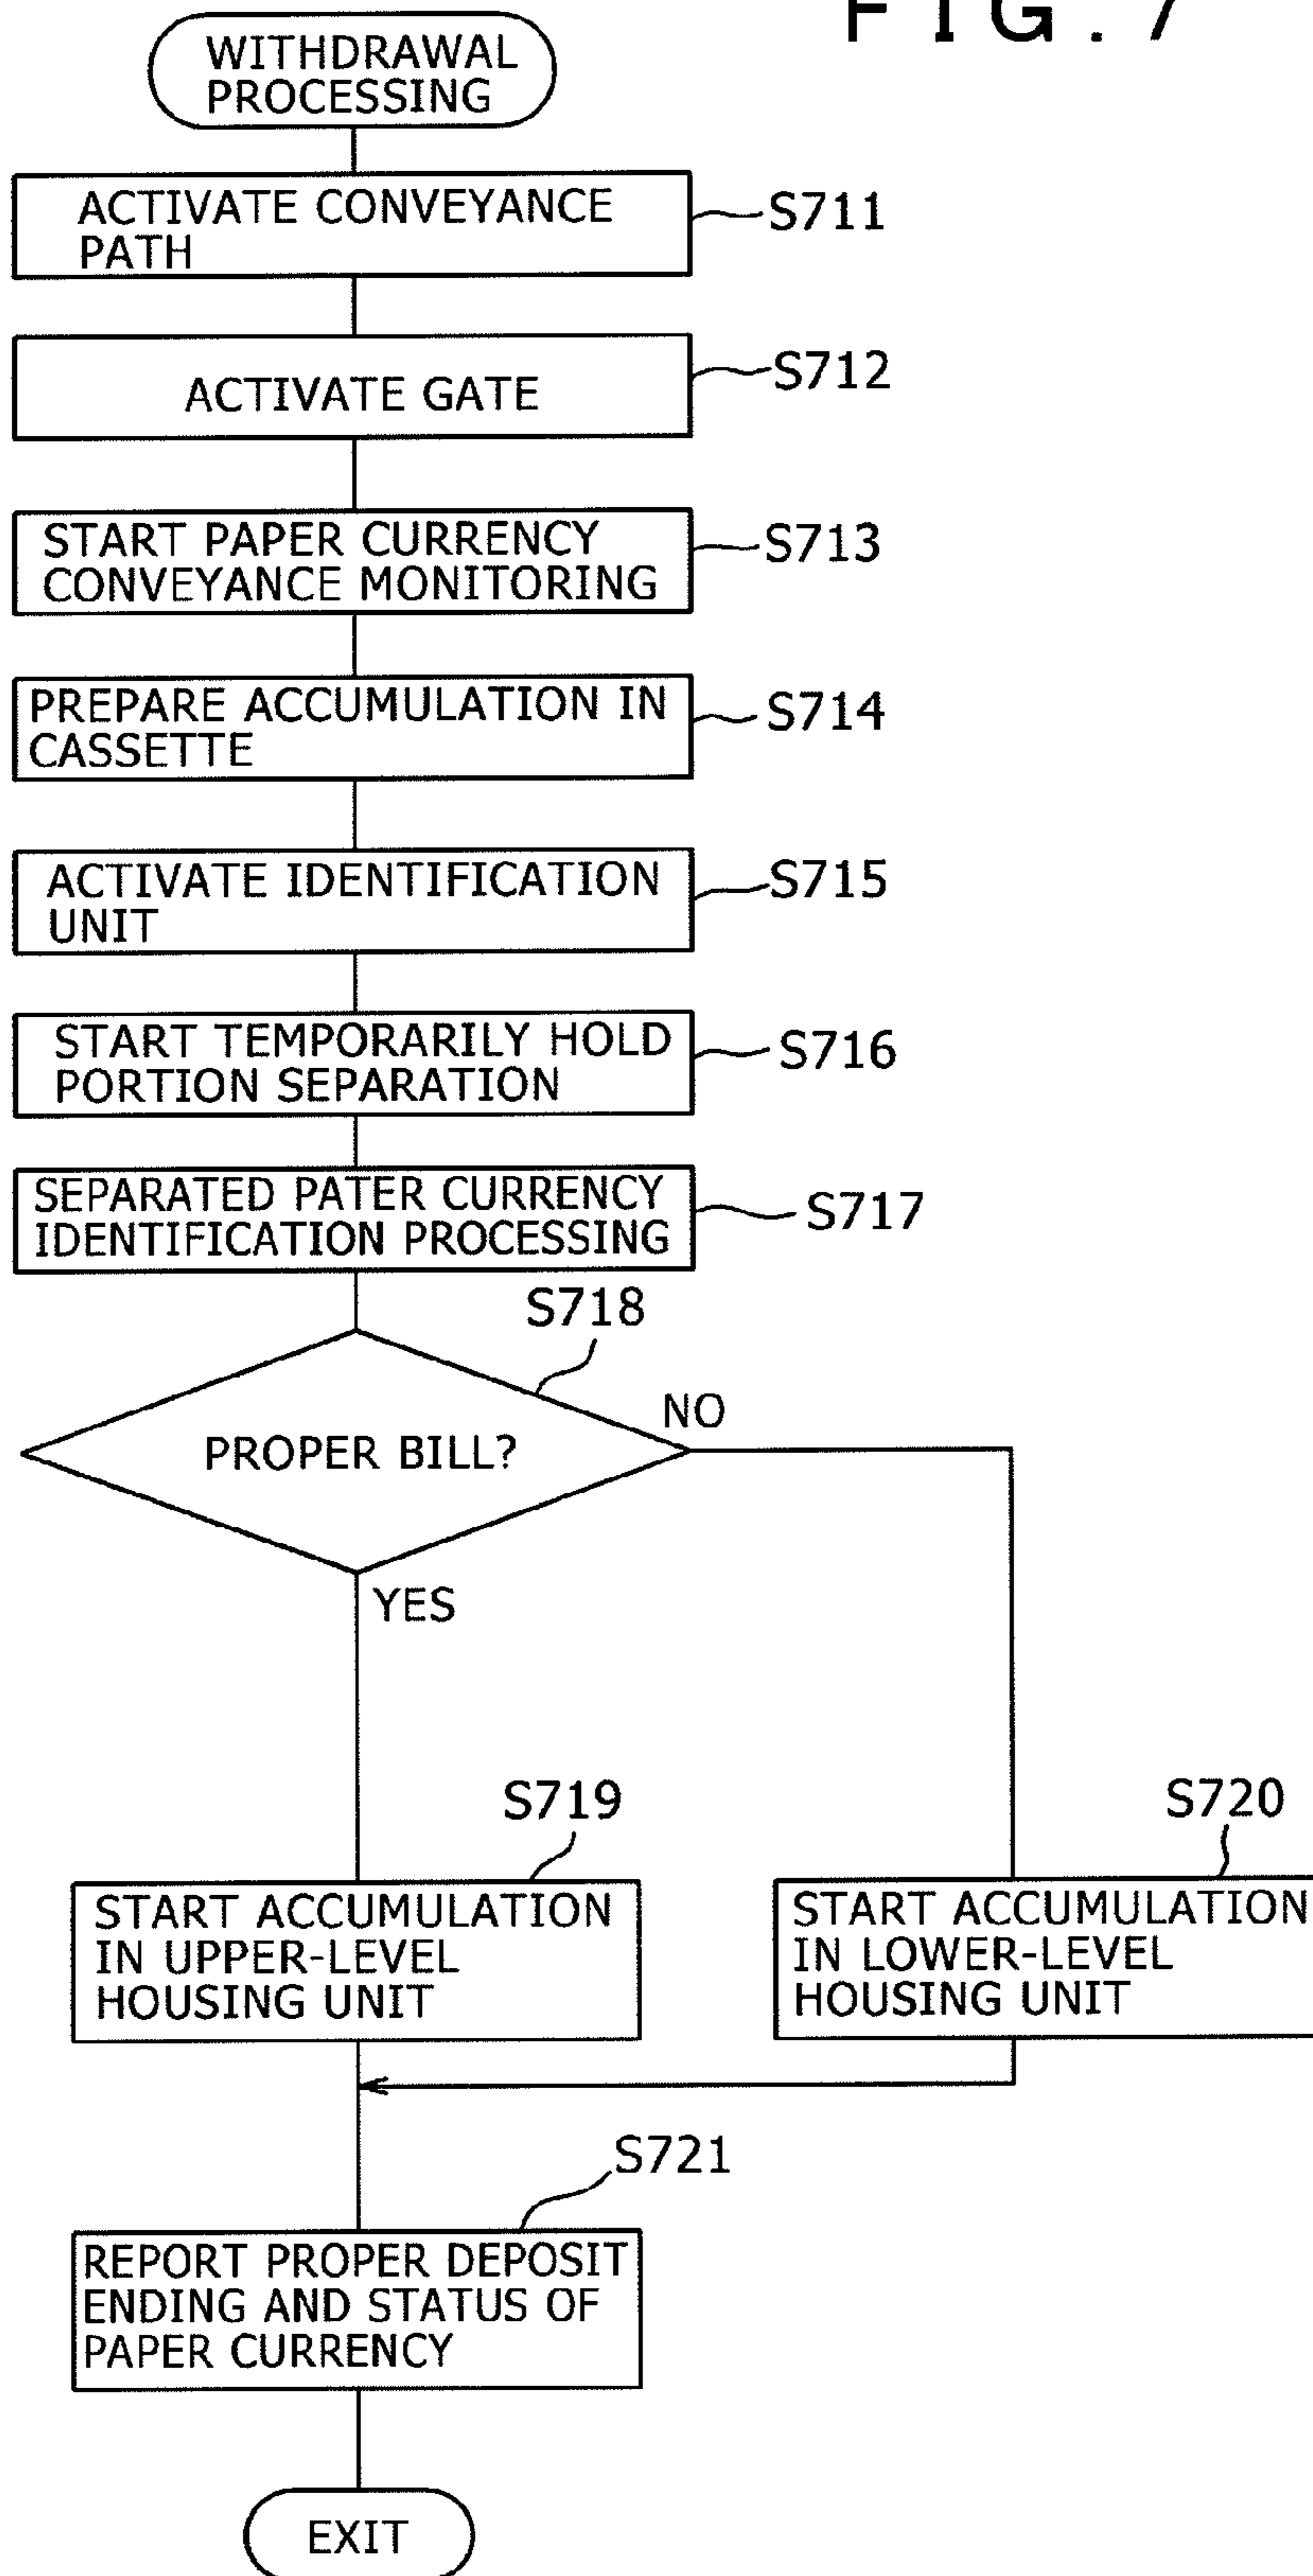 FIG. 7
WITHDRAWAL
PROCESSING
ACTIVATE CONVEYANCE
PATH
S711
ACTIVATE GATE
S712
START PAPER CURRENCY
CONVEYANCE MONITORING
S713
PREPARE ACCUMULATION IN
CASSETTE
S714
ACTIVATE IDENTIFICATION
UNIT
S715
START TEMPORARILY HOLD
PORTION SEPARATION
S716
SEPARATED PATER CURRENCY
IDENTIFICATION PROCESSING
S717
S718
PROPER BILL?
NO
YES
S719
START ACCUMULATION
IN UPPER-LEVEL
HOUSING UNIT
S720
START ACCUMULATION
IN LOWER-LEVEL
HOUSING UNIT
S721
REPORT PROPER DEPOSIT
ENDING AND STATUS OF
PAPER CURRENCY
EXIT